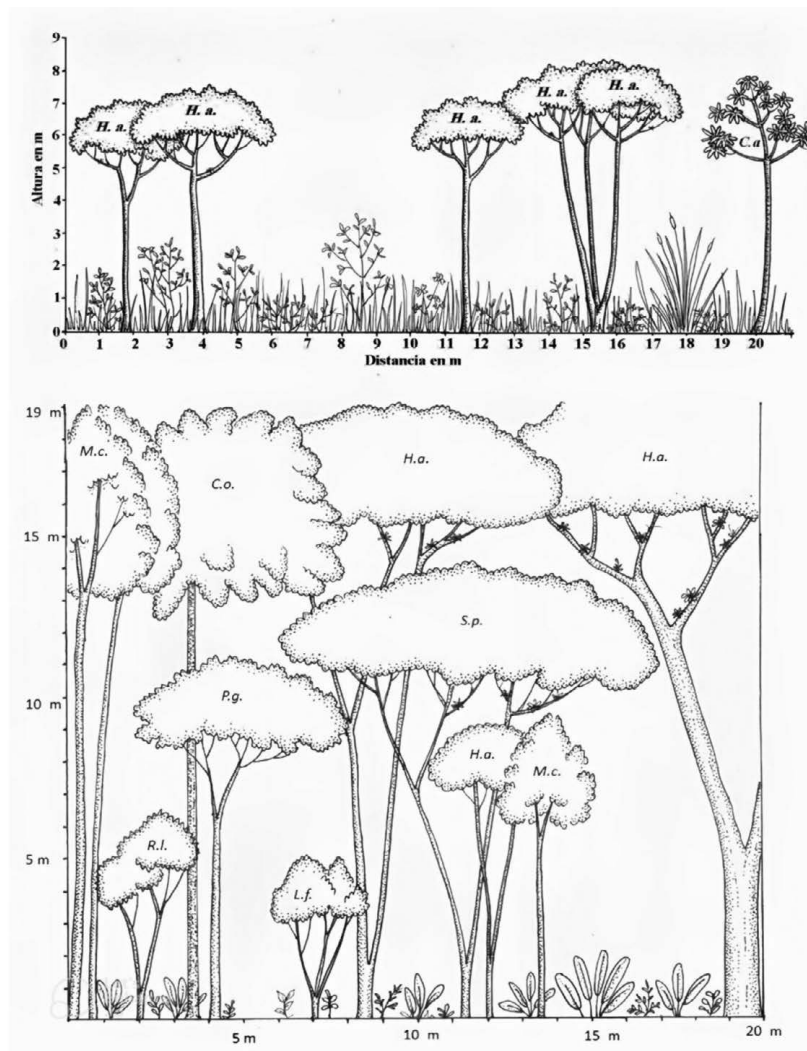 9
8
7
6
5
4
3
2
1
0
Altura en m
H. a.
H. a.
H. a.
H. a.
H. a.
C.a
0 1 2 3 4 5 6 7 8 9 10 11 12 13 14 15 16 17 18 19 20
Distancia en m
19 m
15 m
10 m
5 m
M.c.
C.o.
H.a.
H.a.
S.p.
P.g.
H.a.
M.c.
R.l.
L.f.
5 m 10 m 15 m 20 m